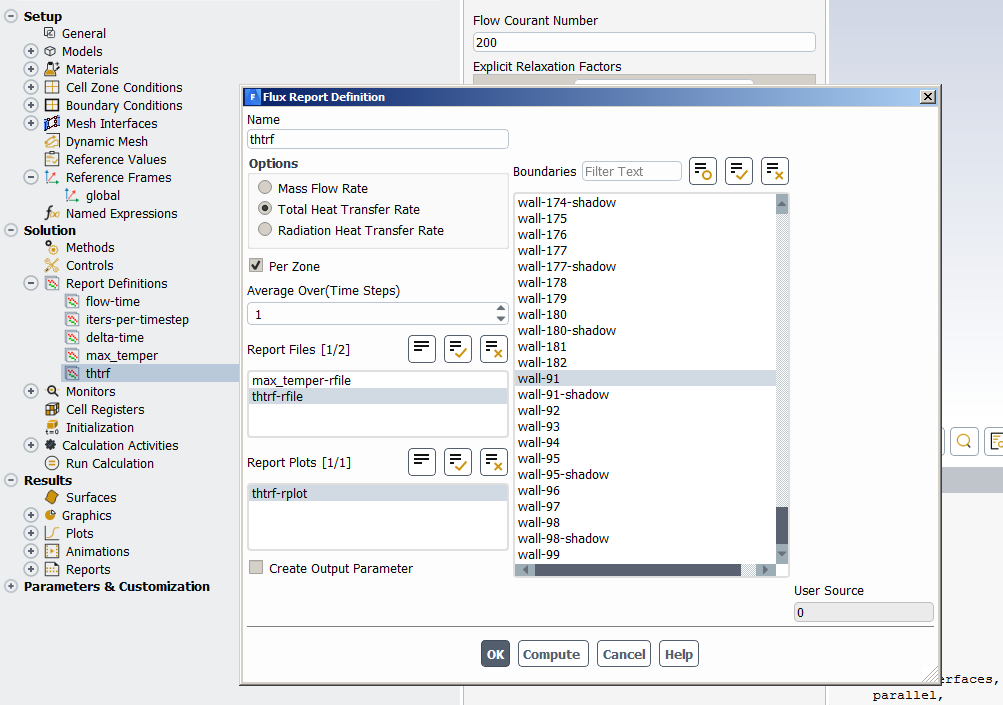 Setup
General
Models
Materials
Cell Zone Conditions
Boundary Conditions
Mesh Interfaces
Dynamic Mesh
Reference Values
Reference Frames
global
Named Expressions
Solution
Methods
Controls
Report Definitions
flow-time
iters-per-timestep
delta-time
max_temper
thtrf
Monitors
Cell Registers
Initialization
Calculation Activities
Run Calculation
Results
Surfaces
Graphics
Plots
Animations
Reports
Parameters & Customization
Flow Courant Number
200
Explicit Relaxation Factors
F Flux Report Definition
Name
thtrf
Options
Mass Flow Rate
Total Heat Transfer Rate
Radiation Heat Transfer Rate
Per Zone
Average Over(Time Steps)
1
Report Files [1/2]
max_temper-rfile
thtrf-rfile
Report Plots [1/1]
thtrf-rplot
Create Output Parameter
Boundaries Filter Text
wall-174-shadow
wall-175
wall-176
wall-177
wall-177-shadow
wall-178
wall-179
wall-180
wall-180-shadow
wall-181
wall-182
wall-91
wall-91-shadow
wall-92
wall-93
wall-94
wall-95
wall-95-shadow
wall-96
wall-97
wall-98
wall-98-shadow
wall-99
User Source
0
OK Compute Cancel Help
erfaces,
parallel,